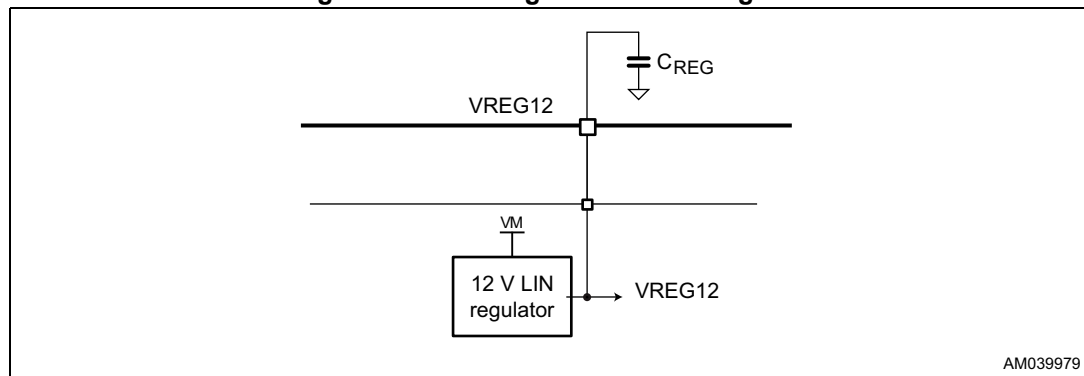 CREG
VREG12
VM
12 V LIN
regulator
VREG12
AM039979